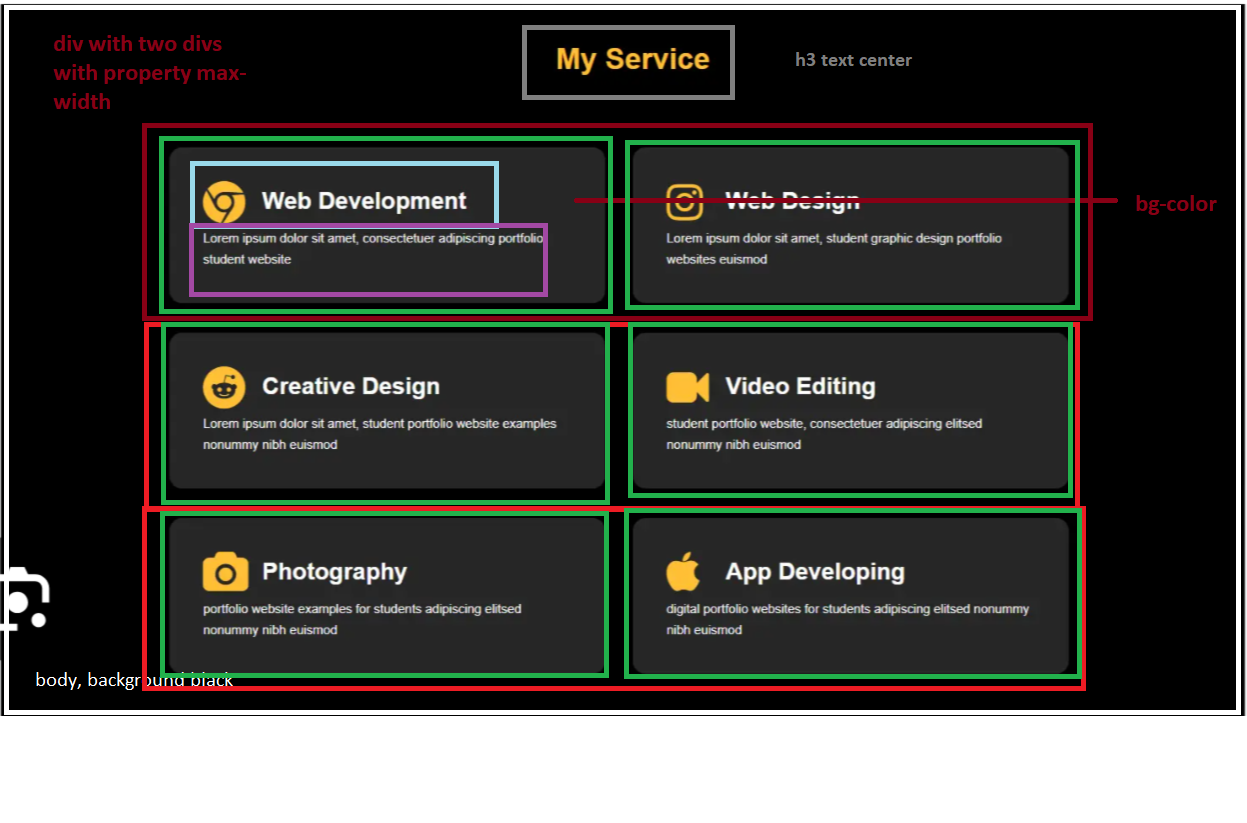 div with two divs
with property max-
width
My Service
h3 text center
Web Development
Lorem ipsum dolor sit amet, consectetuer adipiscing portfolio
student website
Web Design
Lorem ipsum dolor sit amet, student graphic design portfolio
websites euismod
bg-color
Creative Design
Lorem ipsum dolor sit amet, student portfolio website examples
nonummy nibh euismod
Video Editing
student portfolio website, consectetuer adipiscing elitsed
nonummy nibh euismod
Photography
portfolio website examples for students adipiscing elitsed
nonummy nibh euismod
App Developing
digital portfolio websites for students adipiscing elitsed nonummy
nibh euismod
body, background black